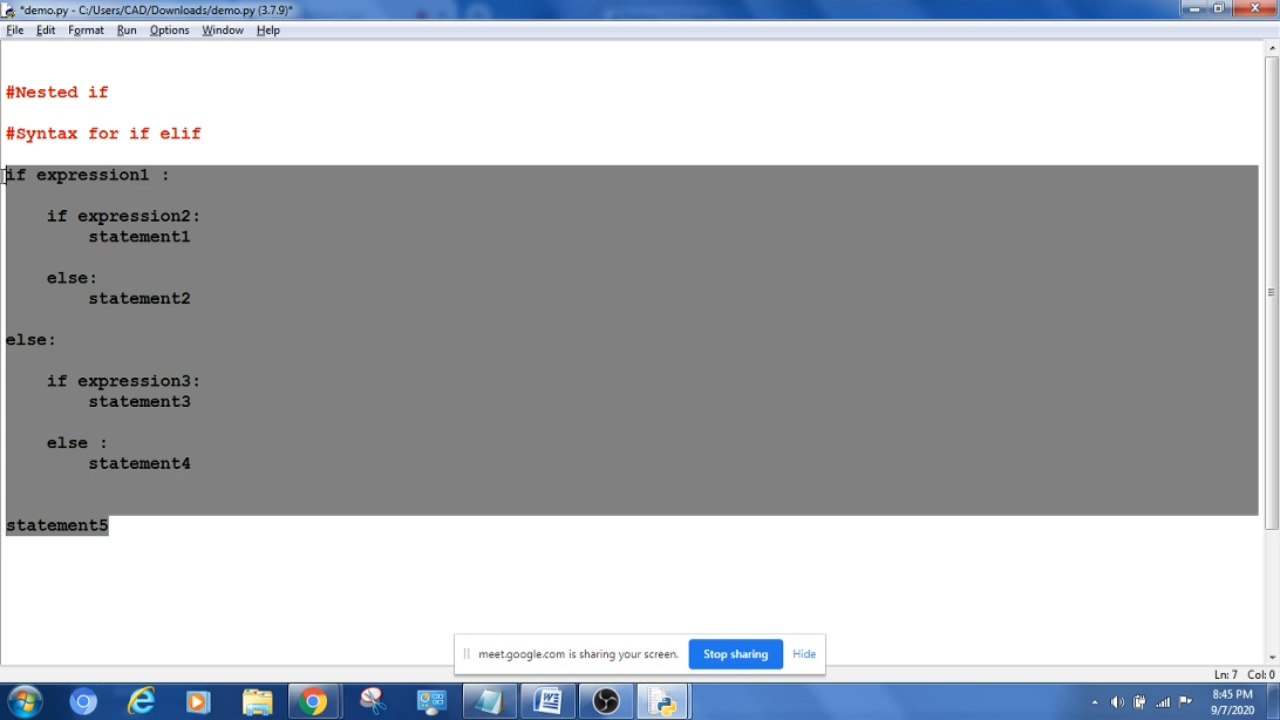 *demo.py - C:/Users/CAD/Downloads/demo.py (3.7.9)*
File Edit Format Run Options Window Help
#Nested if
#Syntax for if elif
if expression1 :
if expression2:
statement1
else:
statement2
else:
if expression3:
statement3
else :
statement4
statement5
meet.google.com is sharing your screen. Stop sharing Hide
Ln: 7 Col: 0
8:45 PM
9/7/2020